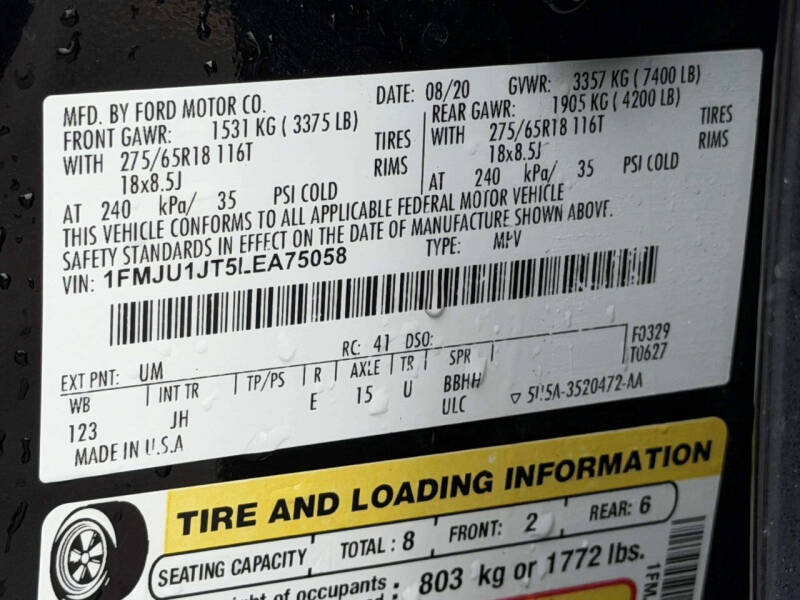 MFD. BY FORD MOTOR CO.
DATE: 08/20 GVWR: 3357 KG ( 7400 LB)
FRONT GAWR: 1531 KG ( 3375 LB)
REAR GAWR: 1905 KG ( 4200 LB)
WITH 275/65R18 116T TIRES
WITH 275/65R18 116T TIRES
18x8.5J RIMS
18x8.5J RIMS
AT 240 kPa/ 35 PSI COLD
AT 240 kPa/ 35 PSI COLD
THIS VEHICLE CONFORMS TO ALL APPLICABLE FEDERAL MOTOR VEHICLE
SAFETY STANDARDS IN EFFECT ON THE DATE OF MANUFACTURE SHOWN ABOVE.
VIN: 1FMJU1JT5LEA75058 TYPE: MPV
F0329
T0627
EXT PNT: UM RC: 41 DSO:
WB INT TR TP/PS R AXLE TR SPR
123 JH E 15 U BBHH
ULC
MADE IN U.S.A
TIRE AND LOADING INFORMATION
SEATING CAPACITY TOTAL : 8 FRONT: 2 REAR: 6
of occupants : 803 kg or 1772 lbs.